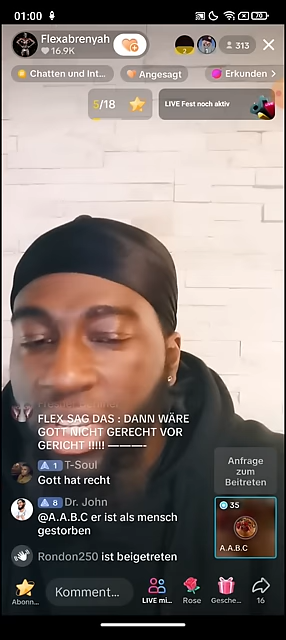 01:00
70
Flexabrenyah
16.9K
?
313
Chatten und Int...
Angesagt
Erkunden
5/18
LIVE Fest noch aktiv
FLEX SAG DAS : DANN WÄRE
GOTT NICHT GERECHT VOR
GERICHT !!!!! ————-
1 T-Soul
Gott hat recht
8 Dr. John
@A.A.B.C er ist als mensch
gestorben
Rondon250 ist beigetreten
Anfrage
zum
Beitreten
35
A.A.B.C
Abonn...
Komment...
LIVE mi...
Rose
Gesche...
16